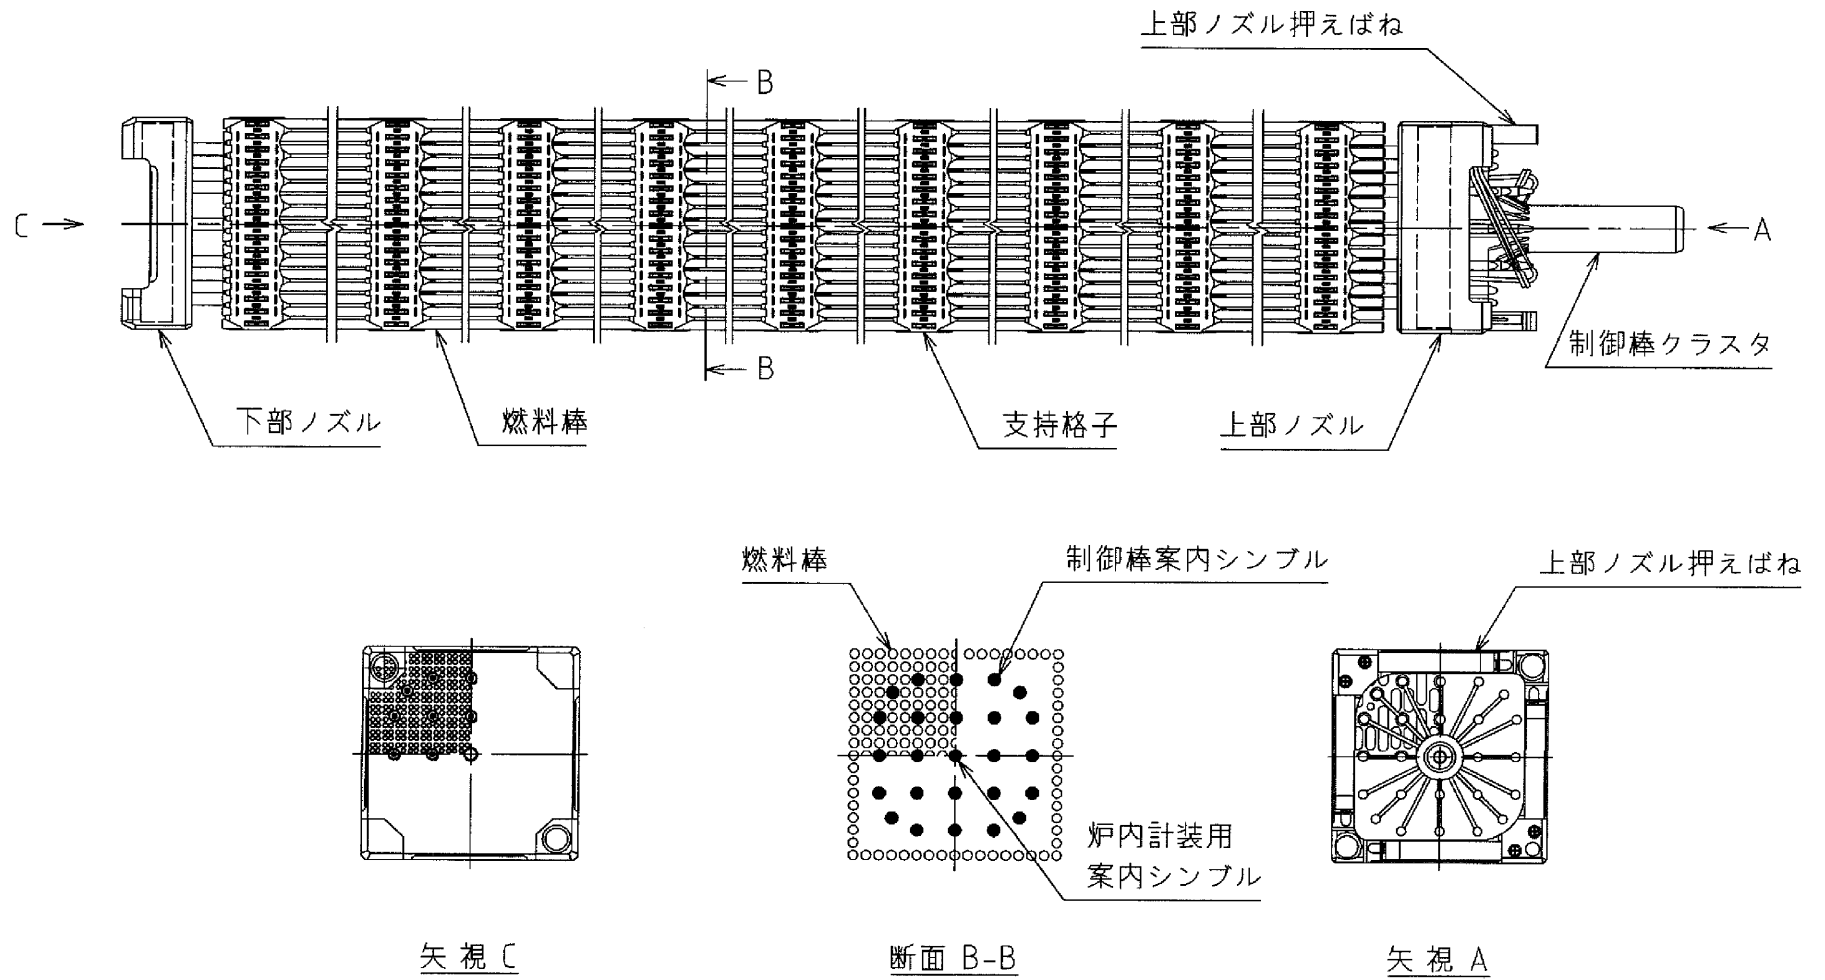 上部ノズル押えばね
B
C
A
制御棒クラスタ
B
下部ノズル
燃料棒
支持格子
上部ノズル
燃料棒
制御棒案内シンブル
上部ノズル押えばね
炉内計装用
案内シンブル
矢視 C
断面 B-B
矢視 A